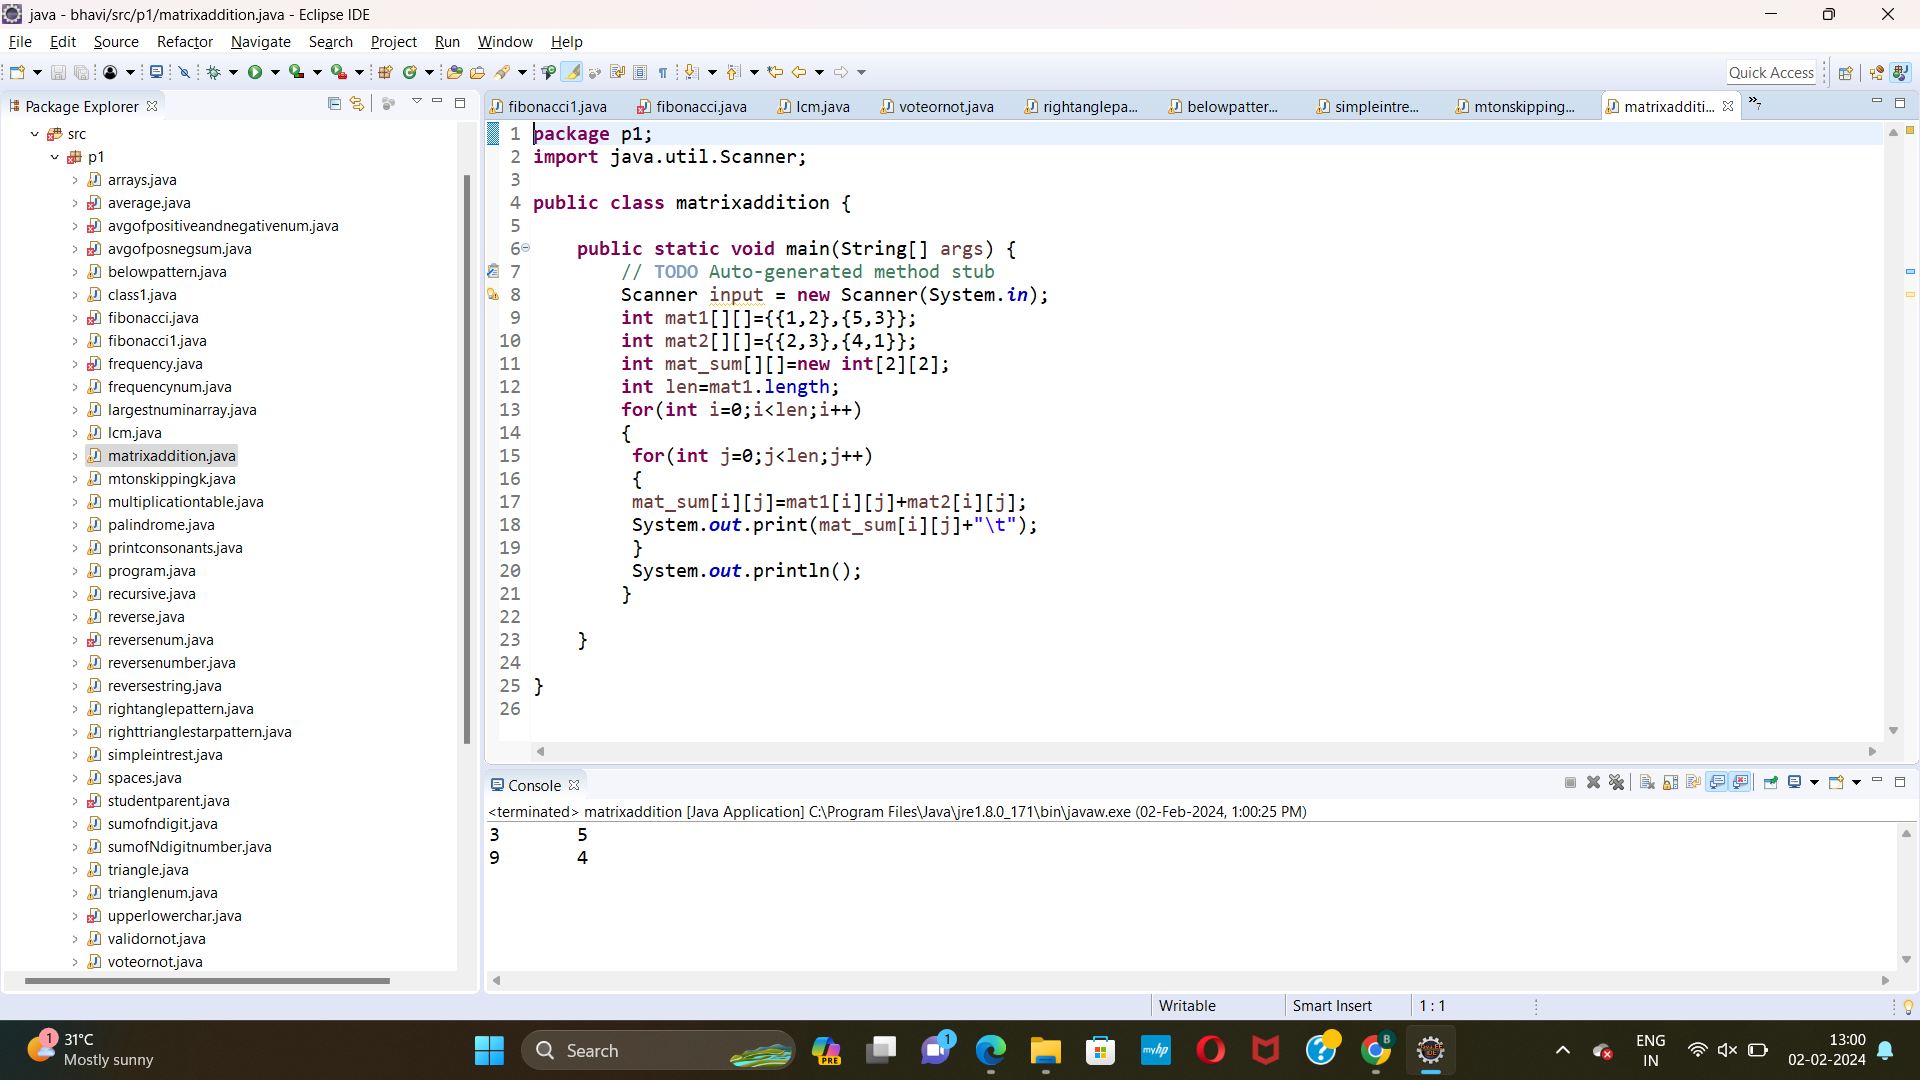 java - bhavi/src/p1/matrixaddition.java - Eclipse IDE
File Edit Source Refactor Navigate Search Project Run Window Help
Quick Access
Package Explorer
src
p1
arrays.java
average.java
avgofpositiveandnegativenum.java
avgofposnegsum.java
belowpattern.java
class1.java
fibonacci.java
fibonacci1.java
frequency.java
frequencynum.java
largestnuminarray.java
lcm.java
matrixaddition.java
mtonskippingk.java
multiplicationtable.java
palindrome.java
printconsonants.java
program.java
recursive.java
reverse.java
reversenum.java
reversenumber.java
reversestring.java
rightanglepattern.java
righttrianglestarpattern.java
simpleintrest.java
spaces.java
studentparent.java
sumofndigit.java
sumofNdigitnumber.java
triangle.java
trianglenum.java
upperlowerchar.java
validornot.java
voteornot.java
fibonacci1.java fibonacci.java lcm.java voteornot.java rightanglepa... belowpatter... simpleintre... mtonskipping... matrixadditi... »7
1 package p1;
2 import java.util.Scanner;
3
4 public class matrixaddition {
5
6 public static void main(String[] args) {
7 // TODO Auto-generated method stub
8 Scanner input = new Scanner(System.in);
9 int mat1[][]={{1,2},{5,3}};
10 int mat2[][]={{2,3},{4,1}};
11 int mat_sum[][]=new int[2][2];
12 int len=mat1.length;
13 for(int i=0;i<len;i++)
14 {
15 for(int j=0;j<len;j++)
16 {
17 mat_sum[i][j]=mat1[i][j]+mat2[i][j];
18 System.out.print(mat_sum[i][j]+"\t");
19 }
20 System.out.println();
21 }
22
23 }
24
25 }
26
Console
<terminated> matrixaddition [Java Application] C:\Program Files\Java\jre1.8.0_171\bin\javaw.exe (02-Feb-2024, 1:00:25 PM)
3 5
9 4
Writable Smart Insert 1 : 1
1
31°C
Mostly sunny
Search
PRE
1
myhp
B
ENG
IN
13:00
02-02-2024